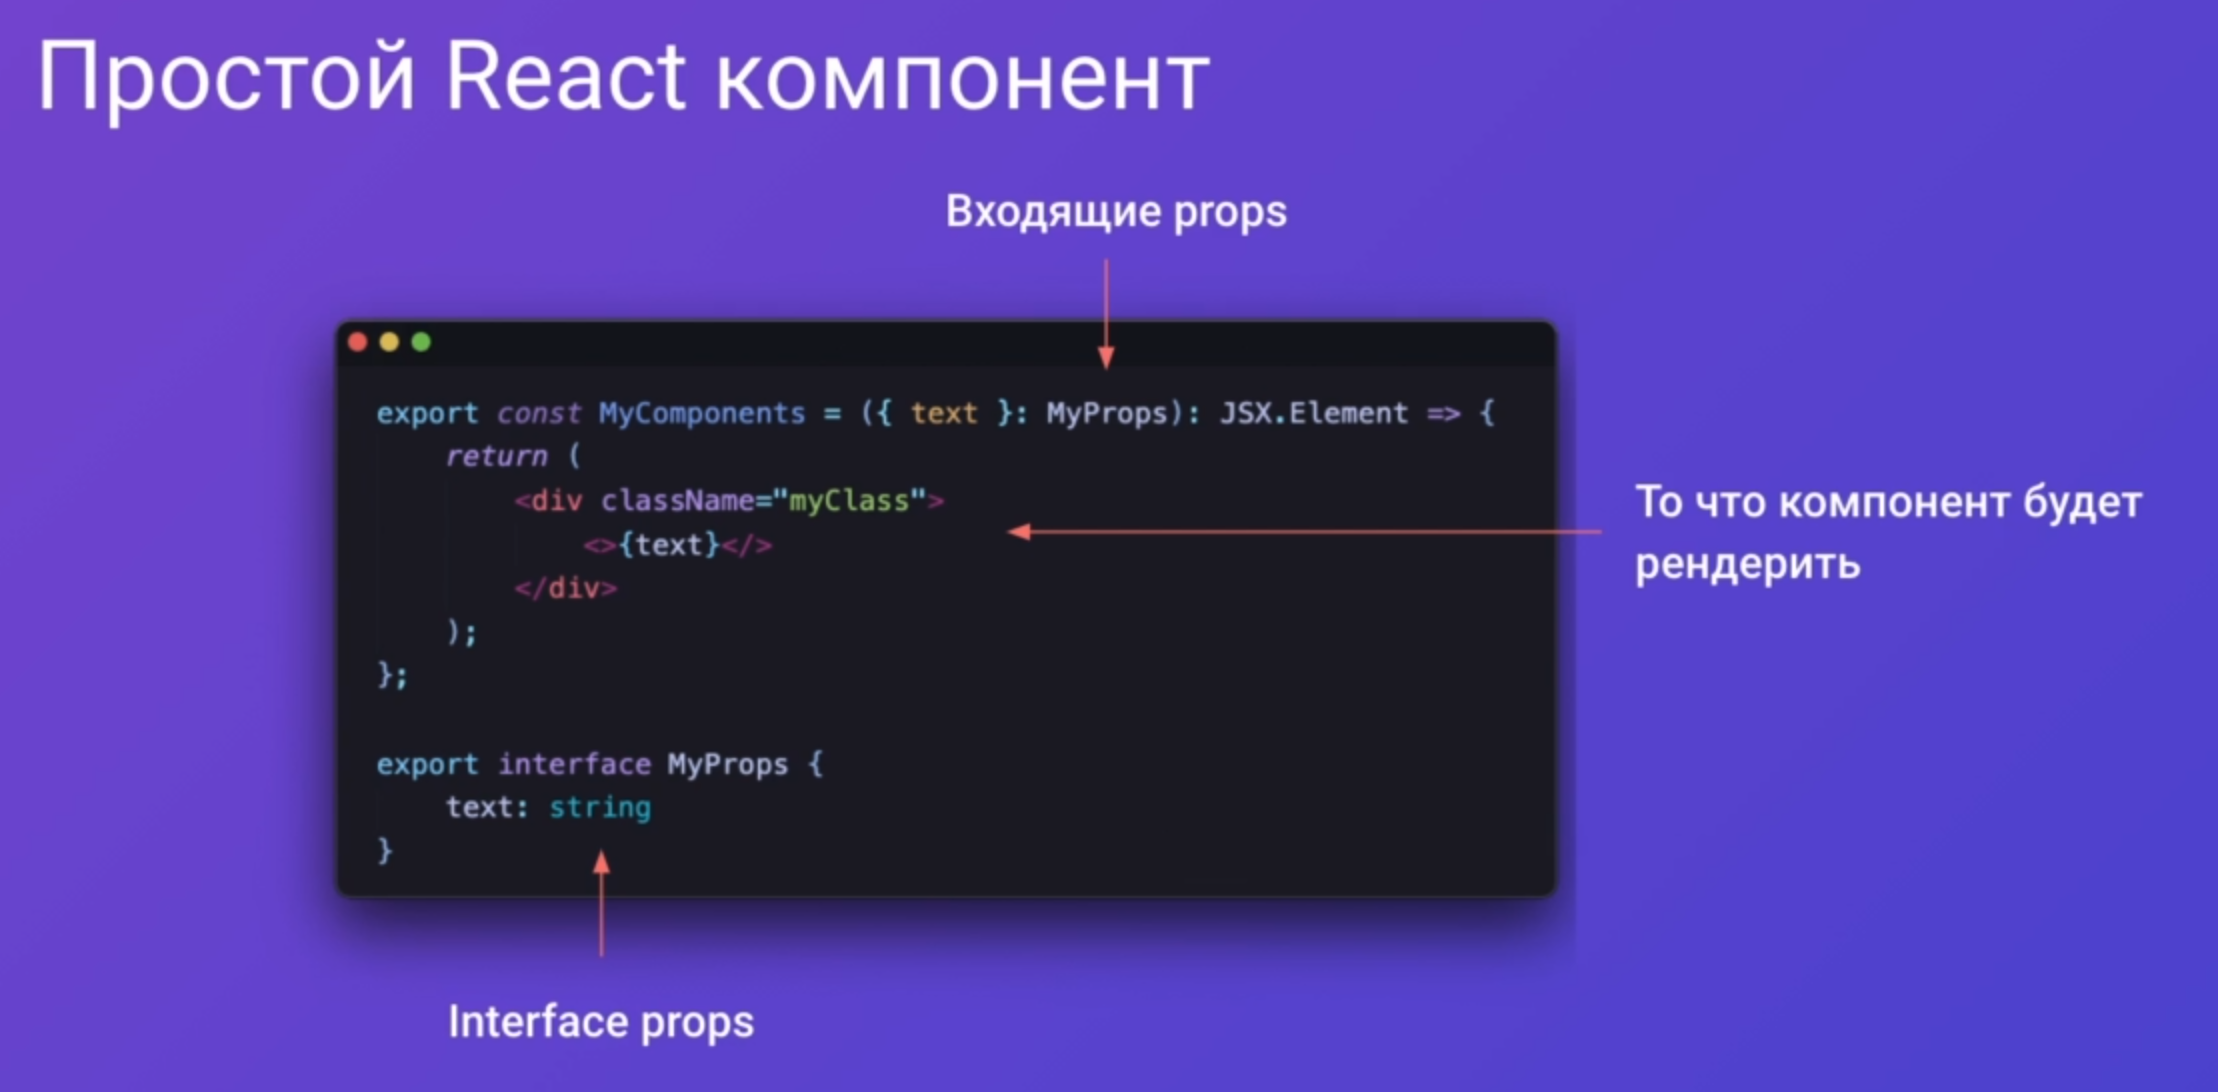 Простой React компонент
Входящие props
export const MyComponents = ({ text }: MyProps): JSX.Element => {
return (
<div className="myClass">
<>{text}</>
</div>
);
};
То что компонент будет
рендерить
export interface MyProps {
text: string
}
Interface props